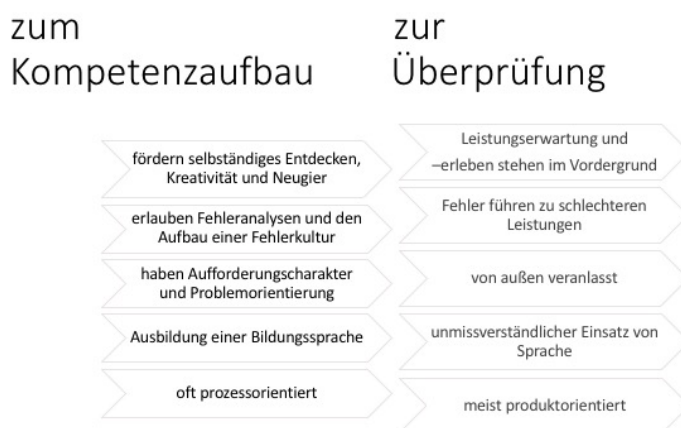 zum
Kompetenzaufbau
fördern selbständiges Entdecken,
Kreativität und Neugier
erlauben Fehleranalysen und den
Aufbau einer Fehlerkultur
haben Aufforderungscharakter
und Problemorientierung
Ausbildung einer Bildungssprache
oft prozessorientiert
zur
Überprüfung
Leistungserwartung und
–erleben stehen im Vordergrund
Fehler führen zu schlechteren
Leistungen
von außen veranlasst
unmissverständlicher Einsatz von
Sprache
meist produktorientiert